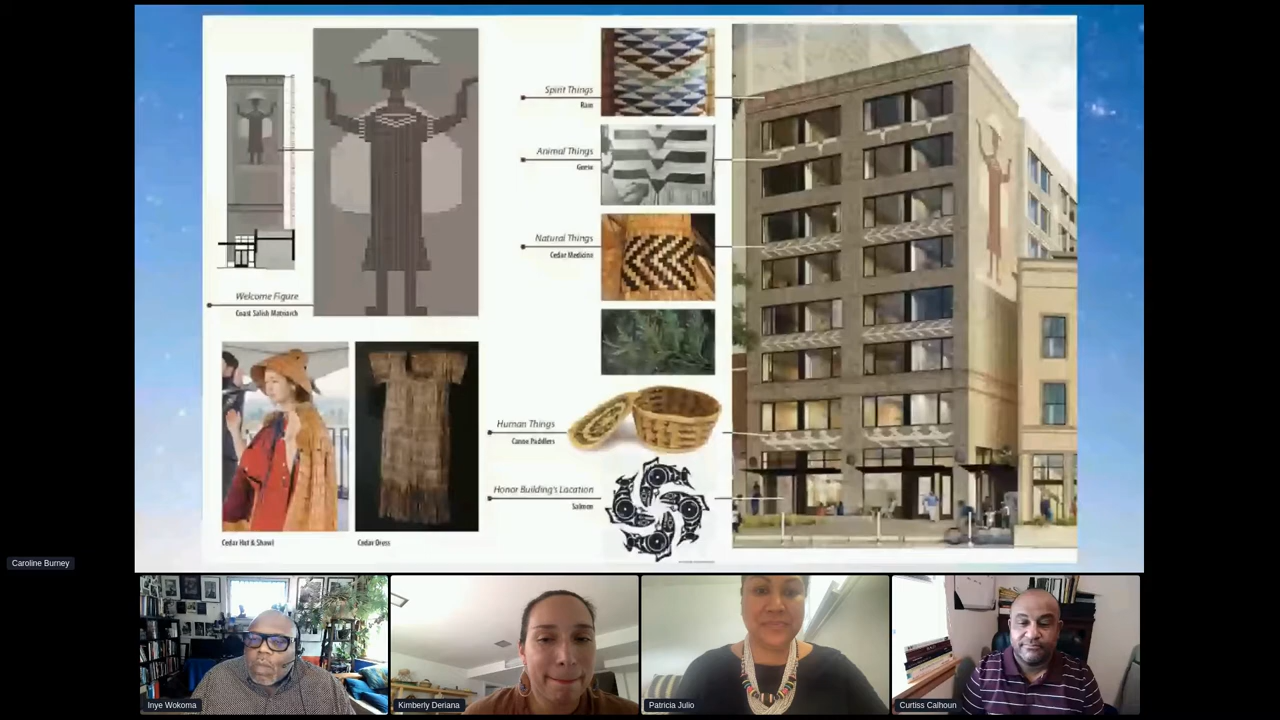 Spirit Things
Rain
Animal Things
Geese
Natural Things
Cedar Medicine
Welcome Figure
Coast Salish Matriarch
Human Things
Canoe Paddlers
Honor Building's Location
Salmon
Cedar Hat & Shawl
Cedar Dress
Caroline Burney
Inye Wokoma
Kimberly Deriana
Patricia Julio
Curtiss Calhoun